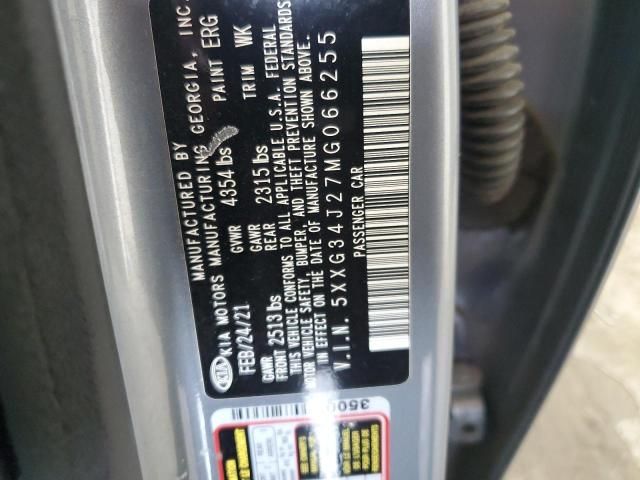 KIA
MANUFACTURED BY
KIA MOTORS MANUFACTURING GEORGIA, INC.
FEB/24/21 GVWR 4354 lbs PAINT ERG
GAWR GAWR
FRONT 2513 lbs REAR 2315 lbs TRIM WK
THIS VEHICLE CONFORMS TO ALL APPLICABLE U.S.A. FEDERAL
MOTOR VEHICLE SAFETY, BUMPER, AND THEFT PREVENTION STANDARDS
IN EFFECT ON THE DATE OF MANUFACTURE SHOWN ABOVE.
V.I.N. 5XXG34J27MG066255
PASSENGER CAR